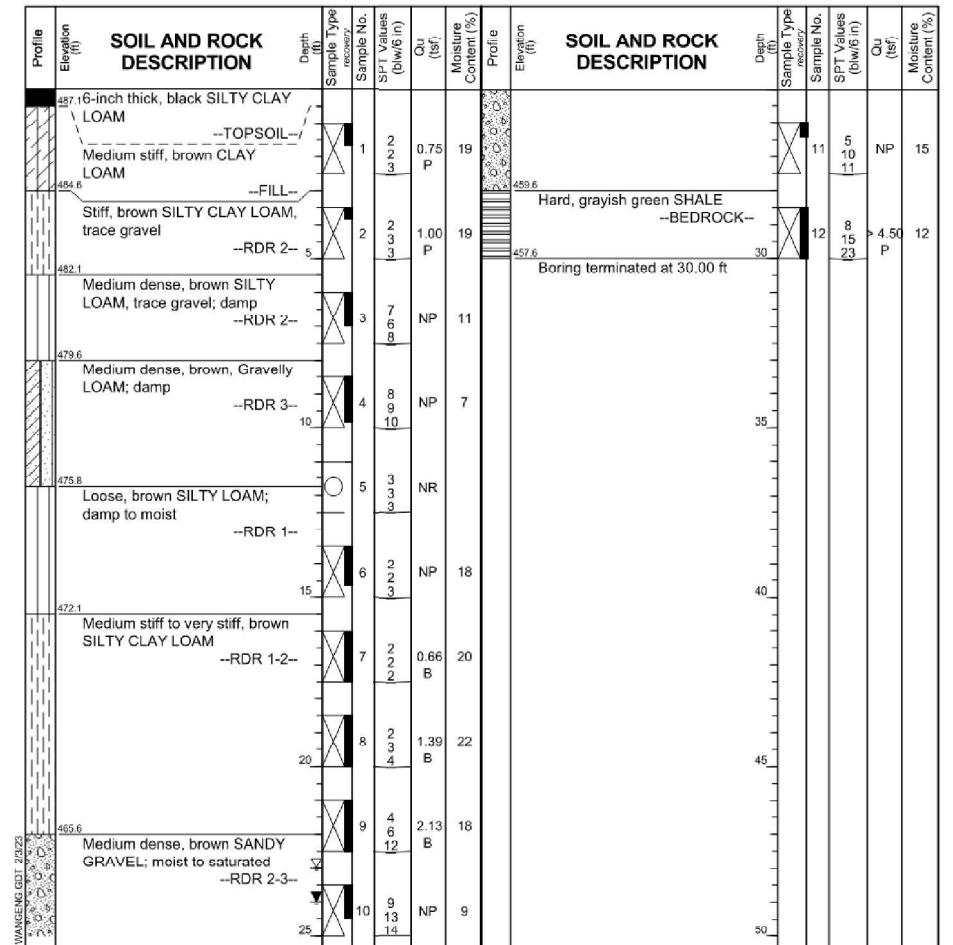 Profile
Elevation
(ft)
SOIL AND ROCK
DESCRIPTION
Depth
(ft)
Sample Type
recovery
Sample No.
SPT Values
(blw/6 in)
Qu
(tsf)
Moisture
Content (%)
487.1 6-inch thick, black SILTY CLAY
LOAM
--TOPSOIL--
Medium stiff, brown CLAY
LOAM
--FILL--
1
2
2
3
0.75
P
19
484.6
Stiff, brown SILTY CLAY LOAM,
trace gravel
--RDR 2--
5
2
2
3
3
1.00
P
19
482.1
Medium dense, brown SILTY
LOAM, trace gravel; damp
--RDR 2--
3
7
6
8
NP
11
479.6
Medium dense, brown, Gravelly
LOAM; damp
--RDR 3--
10
4
8
9
10
NP
7
475.8
5
3
3
3
NR
Loose, brown SILTY LOAM;
damp to moist
--RDR 1--
15
6
2
2
3
NP
18
472.1
Medium stiff to very stiff, brown
SILTY CLAY LOAM
--RDR 1-2--
7
2
2
2
0.66
B
20
20
8
2
3
4
1.39
B
22
9
4
6
12
2.13
B
18
465.6
Medium dense, brown SANDY
GRAVEL; moist to saturated
--RDR 2-3--
25
10
9
13
14
NP
9
WANGENG.GDT 2/3/23
Profile
Elevation
(ft)
SOIL AND ROCK
DESCRIPTION
Depth
(ft)
Sample Type
recovery
Sample No.
SPT Values
(blw/6 in)
Qu
(tsf)
Moisture
Content (%)
11
5
10
11
NP
15
459.6
Hard, grayish green SHALE
--BEDROCK--
12
8
15
23
> 4.50
P
12
457.6
30
Boring terminated at 30.00 ft
35
40
45
50